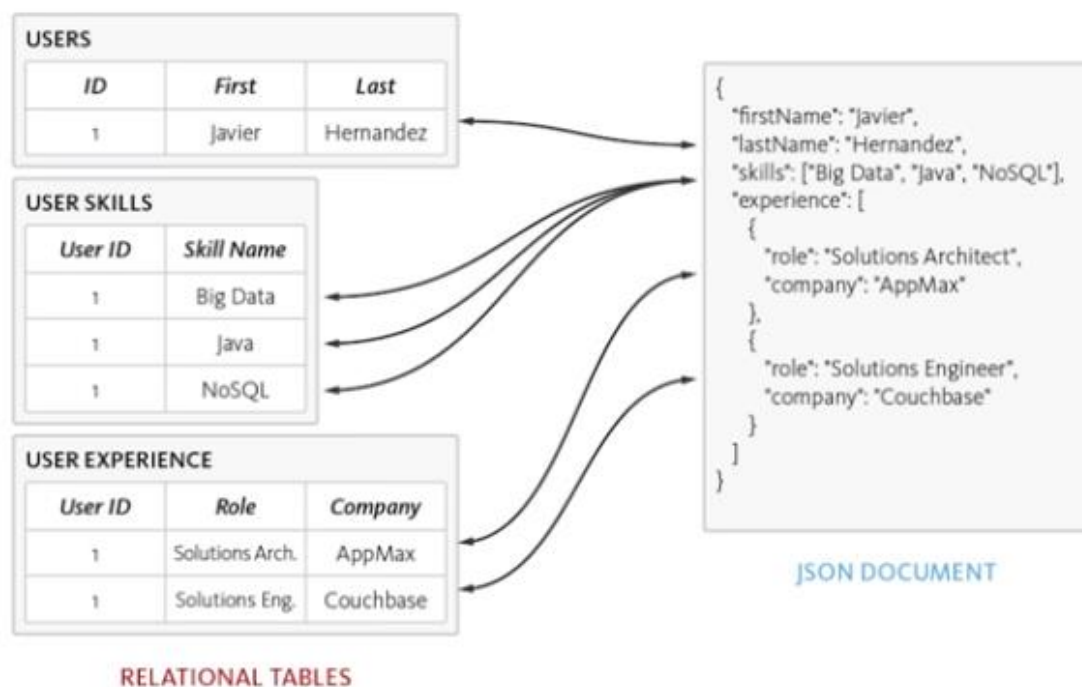 USERS
ID First Last
1 Javier Hernandez
USER SKILLS
User ID Skill Name
1 Big Data
1 Java
1 NoSQL
USER EXPERIENCE
User ID Role Company
1 Solutions Arch. AppMax
1 Solutions Eng. Couchbase
RELATIONAL TABLES
{
"firstName": "Javier",
"lastName": "Hernandez",
"skills": ["Big Data", "Java", "NoSQL"],
"experience": [
{
"role": "Solutions Architect",
"company": "AppMax"
},
{
"role": "Solutions Engineer",
"company": "Couchbase"
}
]
}
JSON DOCUMENT